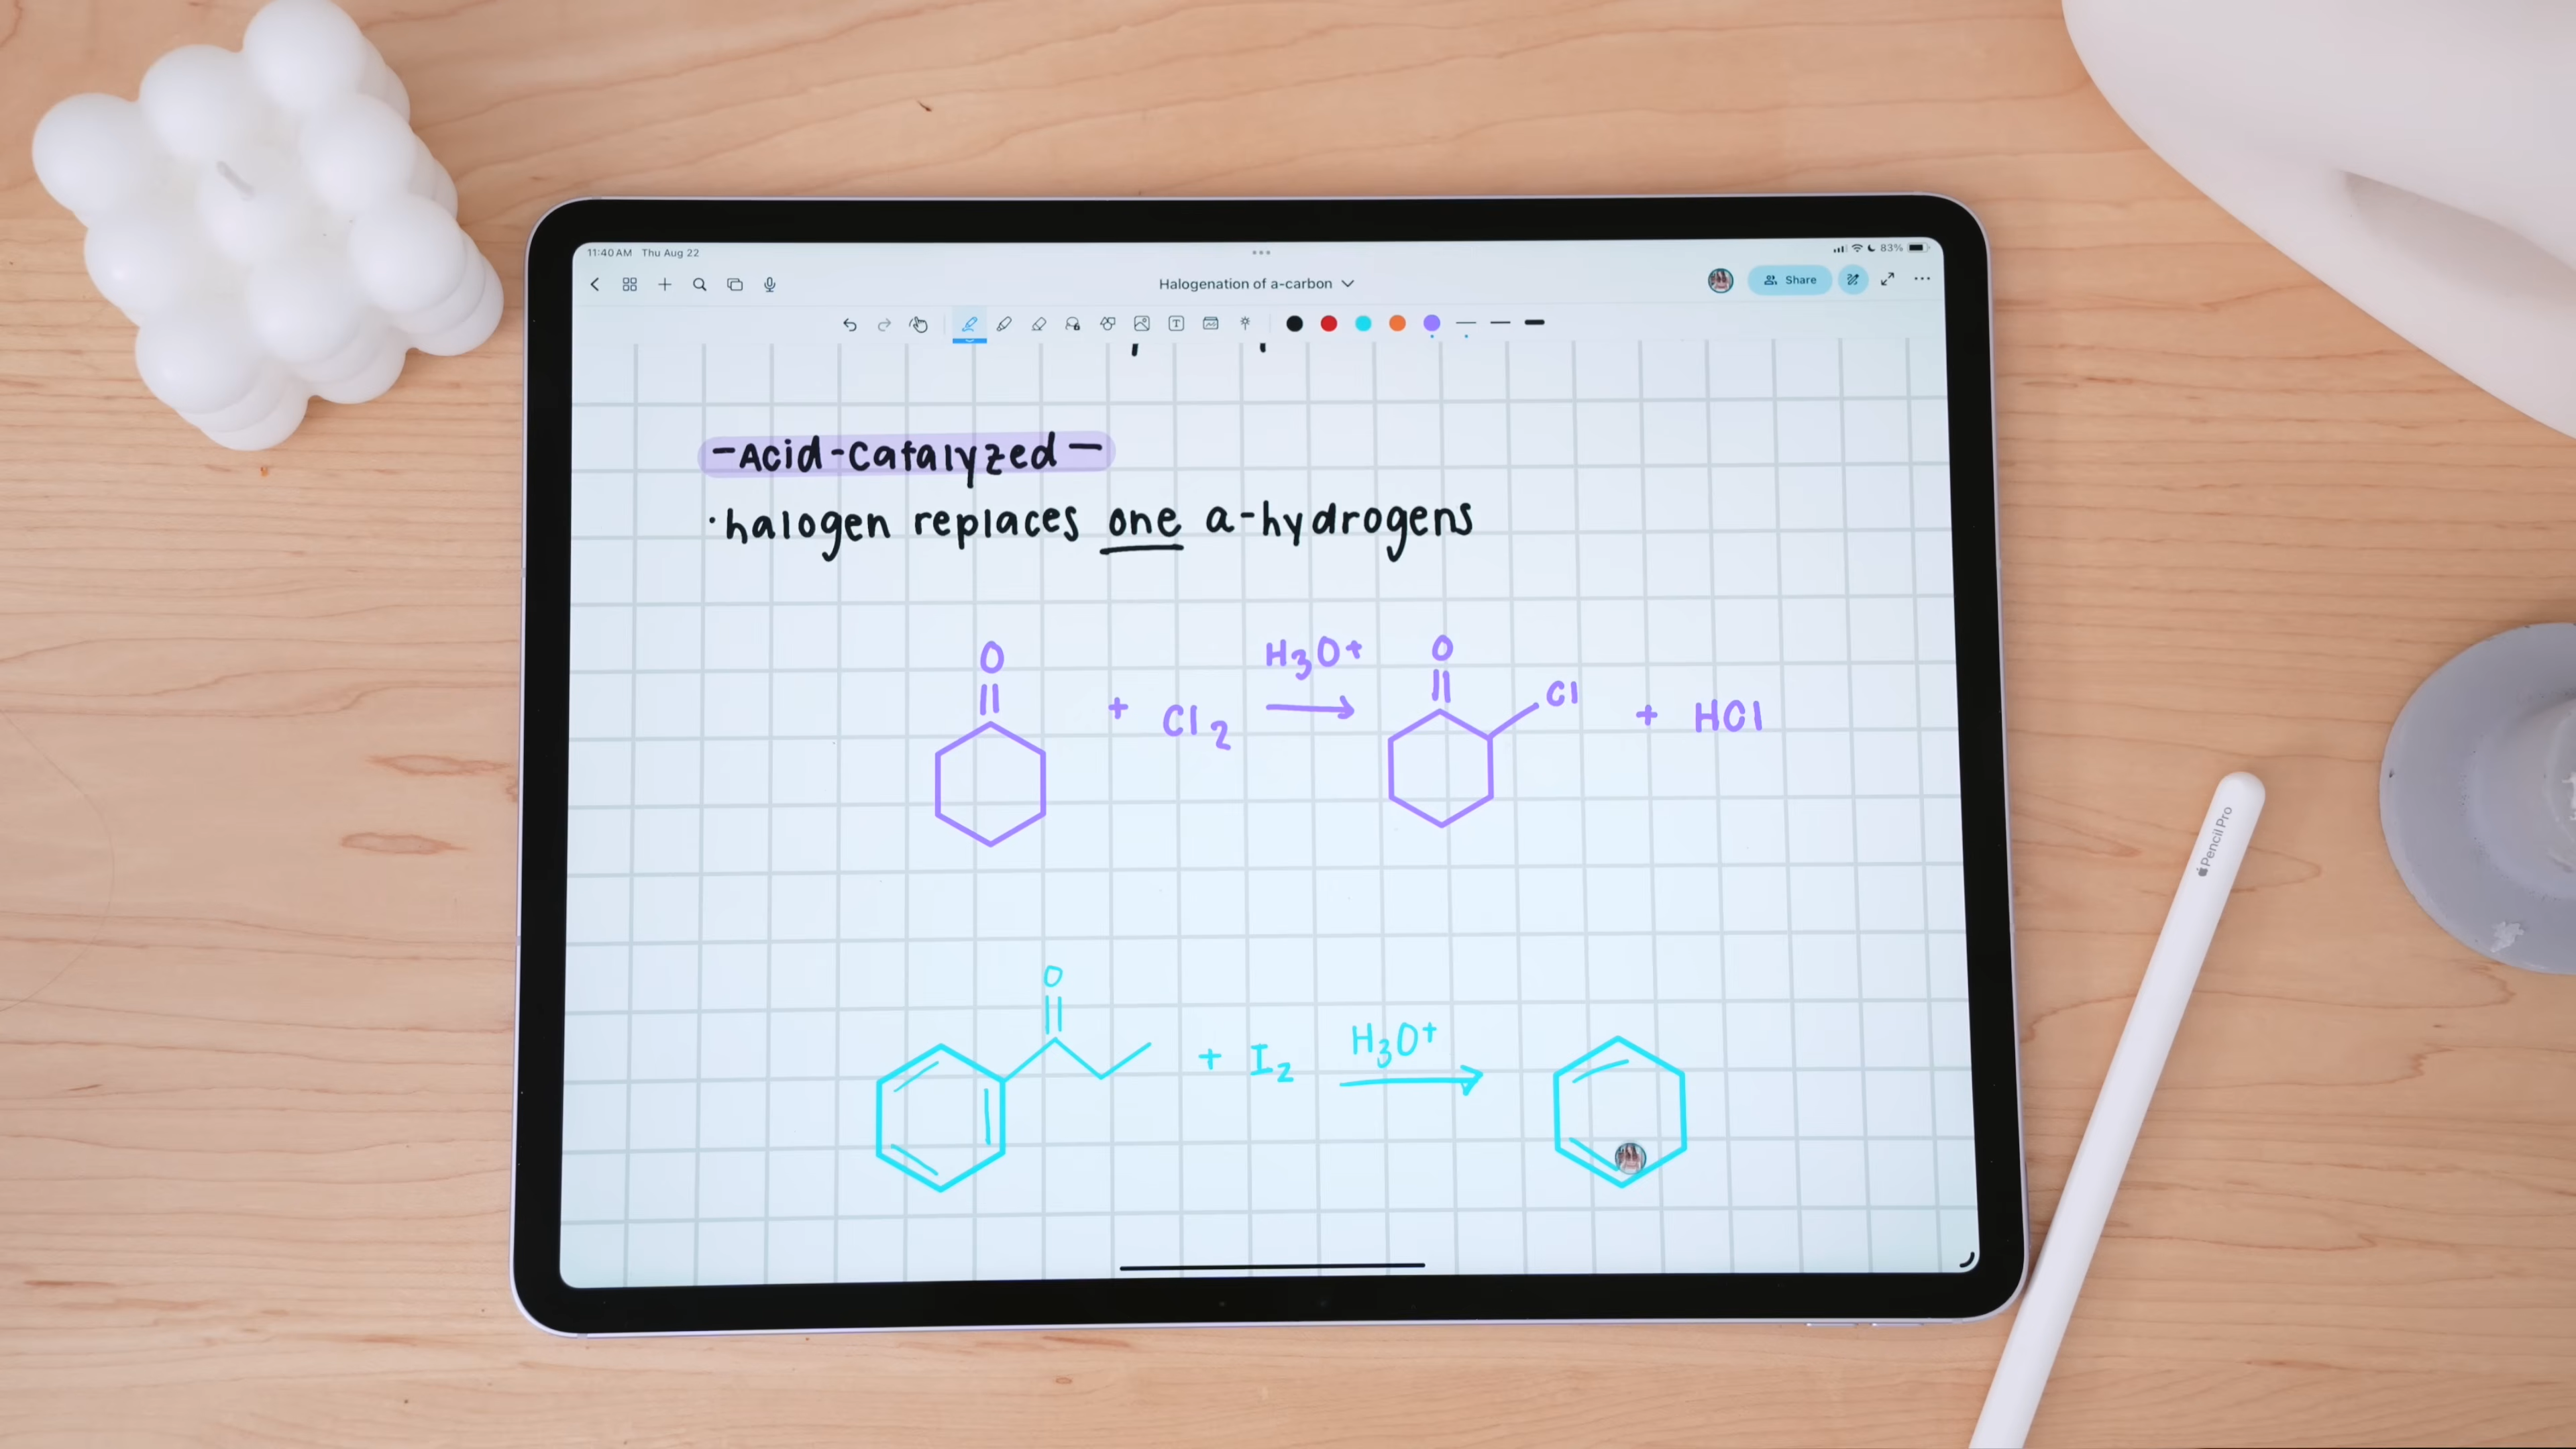 11:40 AM Thu Aug 22
83%
Halogenation of a-carbon
Share
T
-Acid-Catalyzed-
·halogen replaces one a-hydrogens
O
+ Cl2
H3O+
O
Cl
+ HCl
O
+ I2
H3O+
Pencil Pro